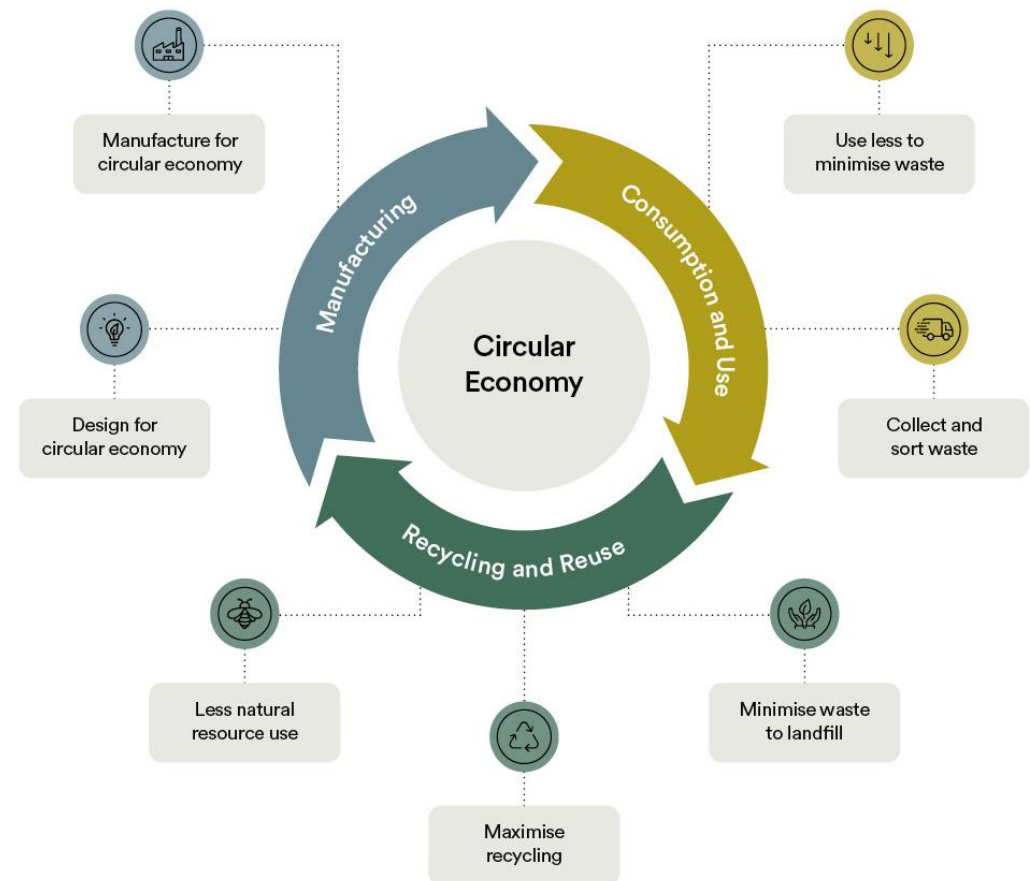 Manufacture for
circular economy
Use less to
minimise waste
Manufacturing
Consumption and Use
Circular
Economy
Design for
circular economy
Collect and
sort waste
Recycling and Reuse
Less natural
resource use
Minimise waste
to landfill
Maximise
recycling